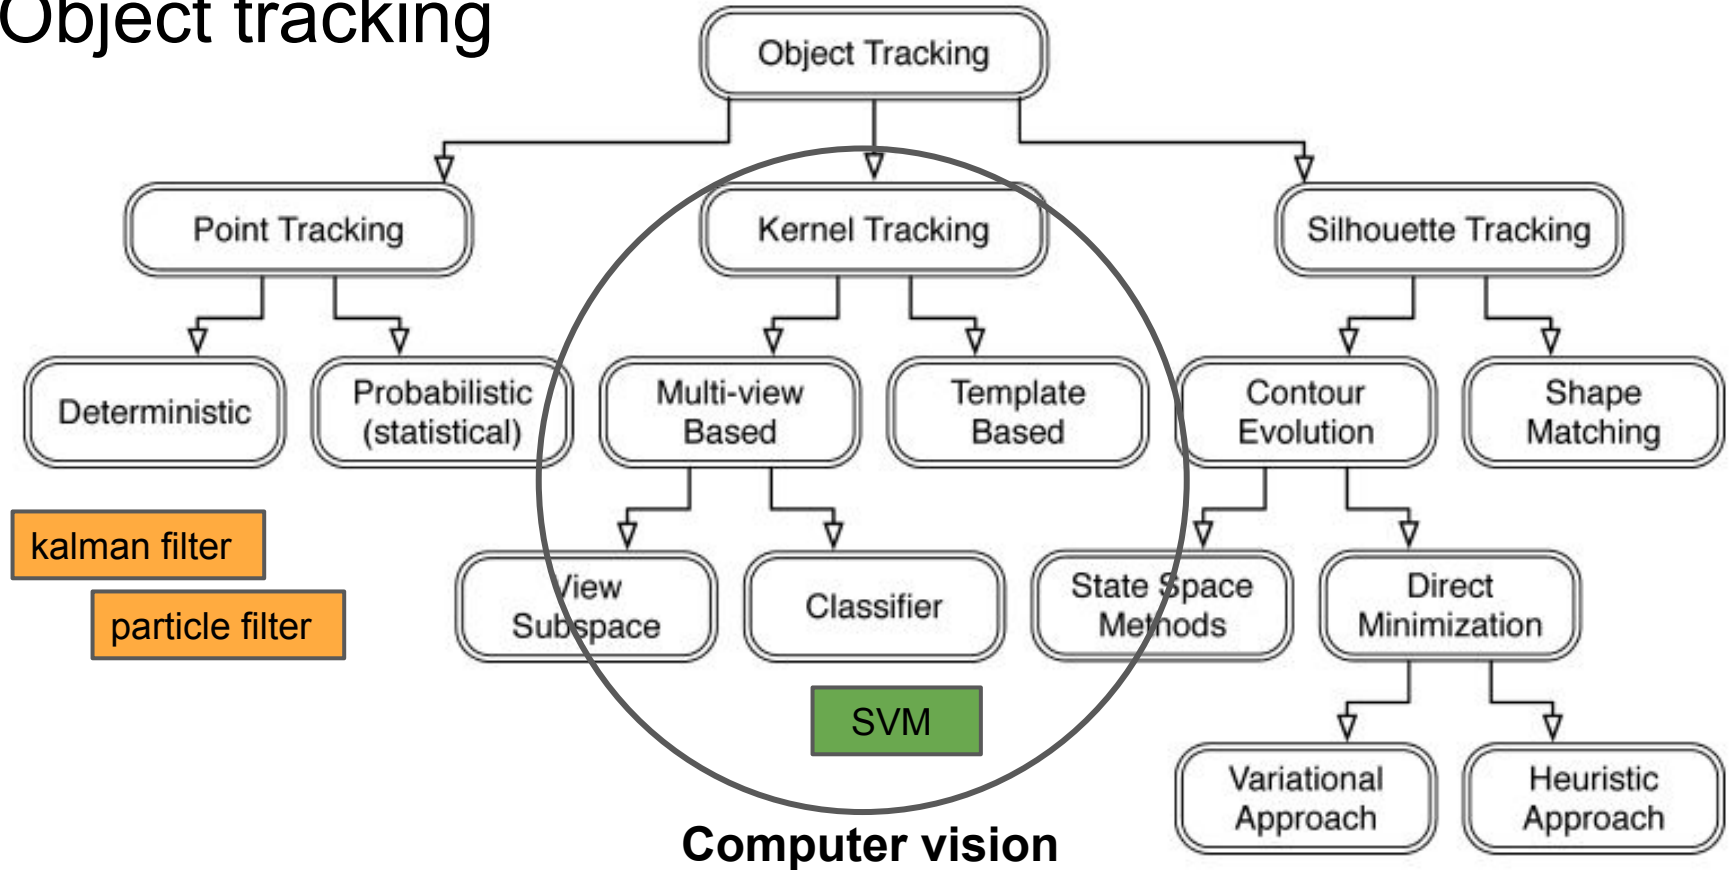 Object tracking
Object Tracking
Point Tracking
Kernel Tracking
Silhouette Tracking
Deterministic
Probabilistic
(statistical)
Multi-view
Based
Template
Based
Contour
Evolution
Shape
Matching
kalman filter
particle filter
View
Subspace
Classifier
State Space
Methods
Direct
Minimization
SVM
Variational
Approach
Heuristic
Approach
Computer vision